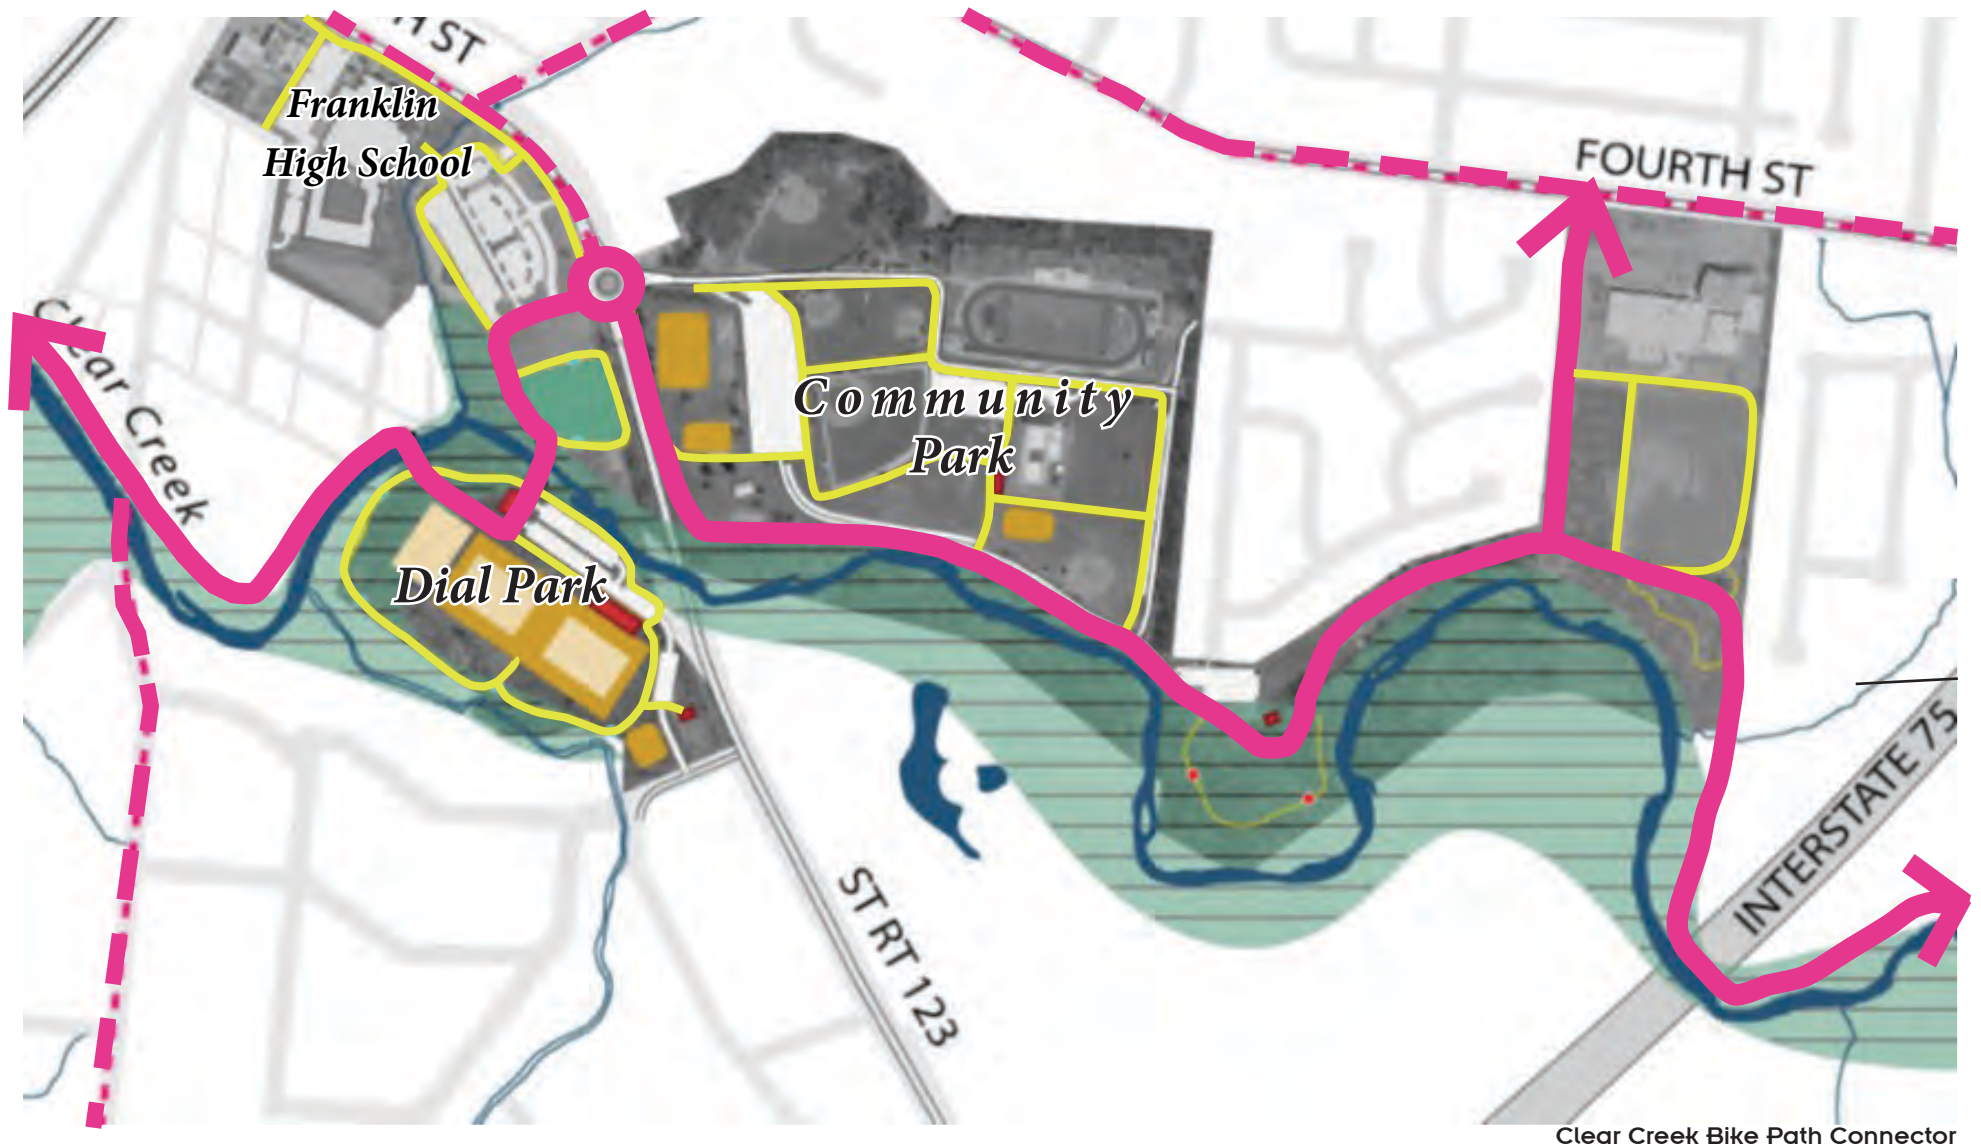 H ST
Franklin
High School
FOURTH ST
Clear Creek
Community
Park
Dial Park
ST RT 123
INTERSTATE 75
Clear Creek Bike Path Connector